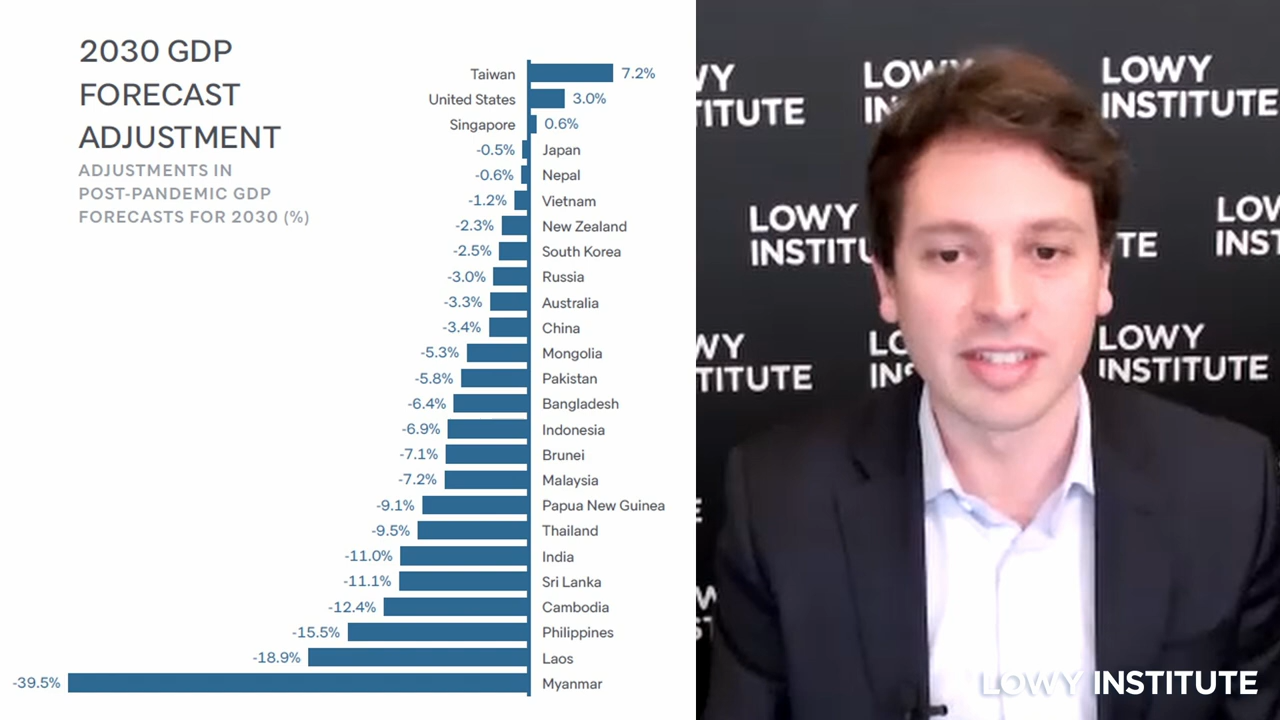 2030 GDP
FORECAST
ADJUSTMENT
ADJUSTMENTS IN
POST-PANDEMIC GDP
FORECASTS FOR 2030 (%)
Taiwan 7.2%
United States 3.0%
Singapore 0.6%
-0.5% Japan
-0.6% Nepal
-1.2% Vietnam
-2.3% New Zealand
-2.5% South Korea
-3.0% Russia
-3.3% Australia
-3.4% China
-5.3% Mongolia
-5.8% Pakistan
-6.4% Bangladesh
-6.9% Indonesia
-7.1% Brunei
-7.2% Malaysia
-9.1% Papua New Guinea
-9.5% Thailand
-11.0% India
-11.1% Sri Lanka
-12.4% Cambodia
-15.5% Philippines
-18.9% Laos
-39.5% Myanmar
LOWY
INSTITUTE
LOWY
INSTITUTE
LOWY
INSTITUTE
LOWY INSTITUTE